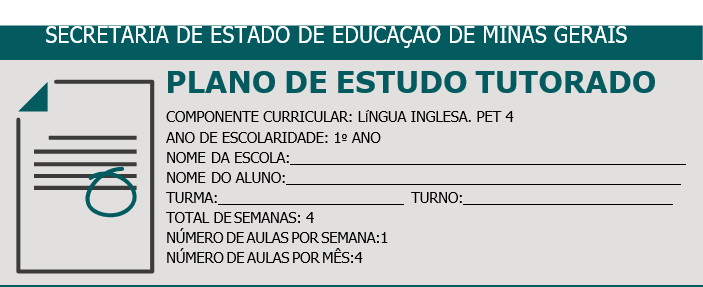 SECRETARIA DE ESTADO DE EDUCAÇÃO DE MINAS GERAIS
PLANO DE ESTUDO TUTORADO
COMPONENTE CURRICULAR: LíNGUA INGLESA. PET 4
ANO DE ESCOLARIDADE: 1º ANO
NOME DA ESCOLA:
NOME DO ALUNO:
TURMA: TURNO:
TOTAL DE SEMANAS: 4
NÚMERO DE AULAS POR SEMANA:1
NÚMERO DE AULAS POR MÊS:4